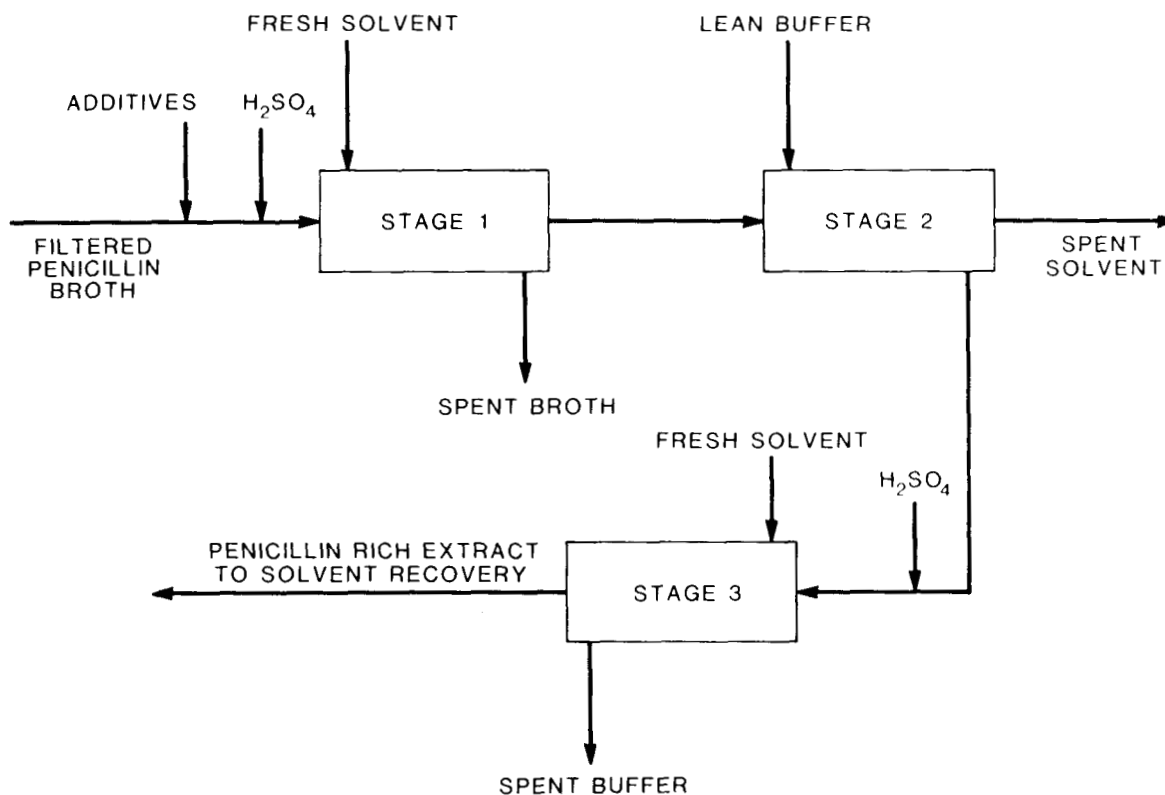 FRESH SOLVENT
LEAN BUFFER
ADDITIVES
H₂SO₄
STAGE 1
STAGE 2
FILTERED
PENICILLIN
BROTH
SPENT
SOLVENT
SPENT BROTH
FRESH SOLVENT
H₂SO₄
PENICILLIN RICH EXTRACT
TO SOLVENT RECOVERY
STAGE 3
SPENT BUFFER